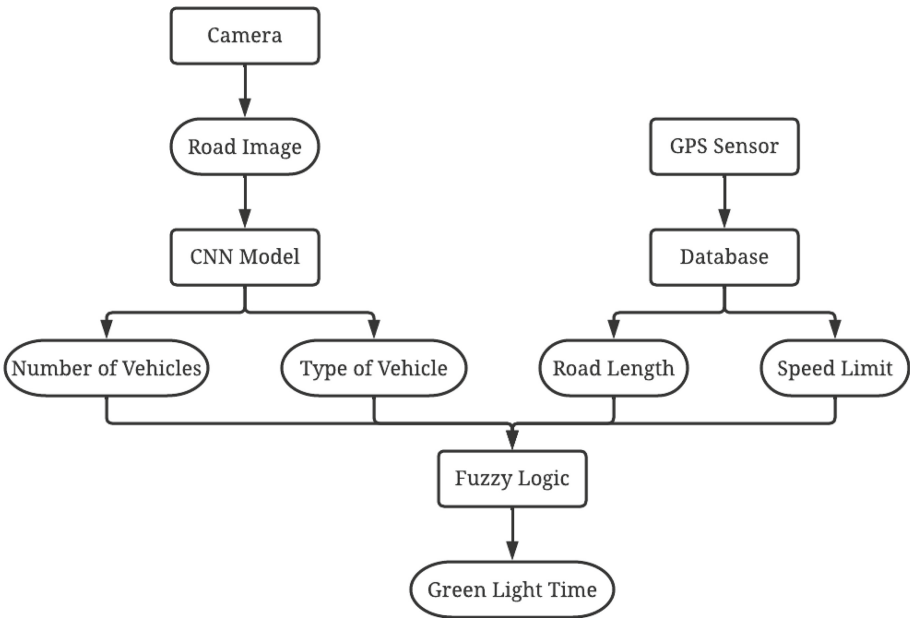 Camera
Road Image
GPS Sensor
CNN Model
Database
Number of Vehicles
Type of Vehicle
Road Length
Speed Limit
Fuzzy Logic
Green Light Time